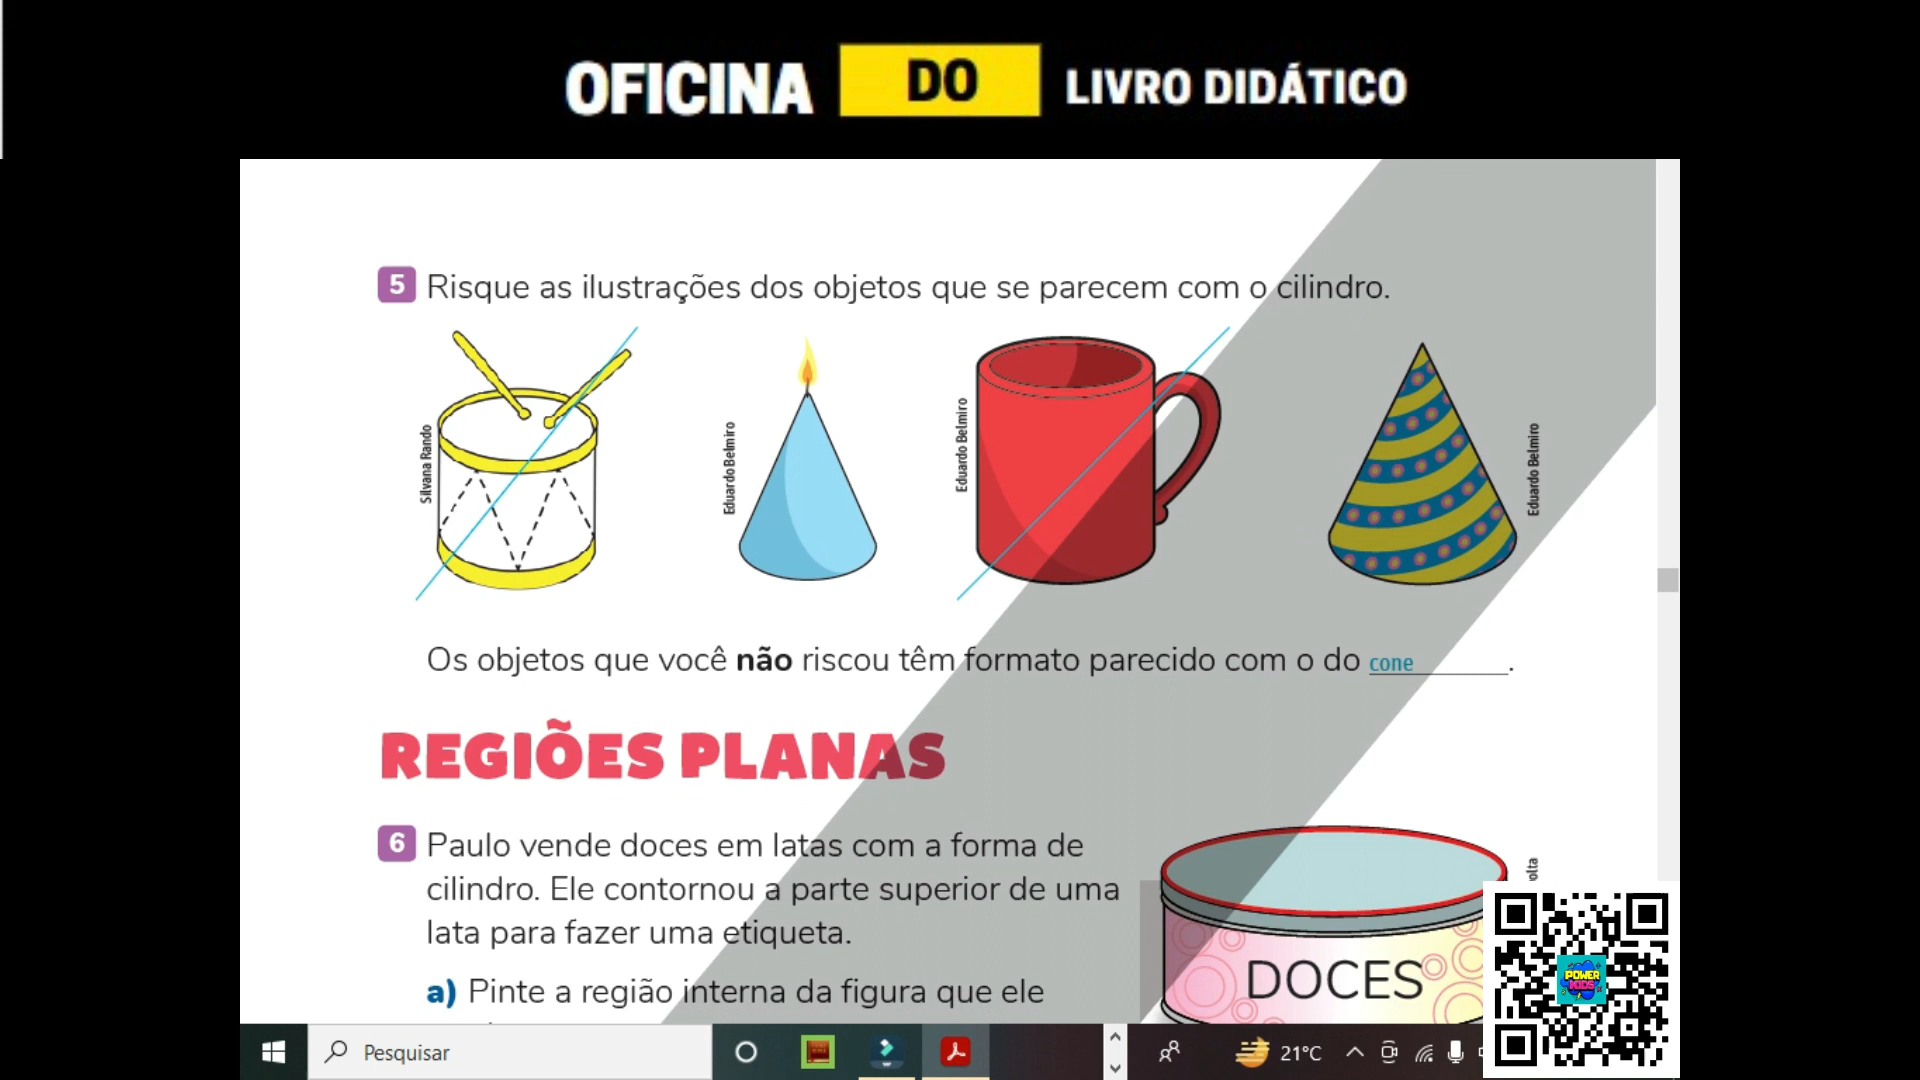 OFICINA DO LIVRO DIDÁTICO
5 Risque as ilustrações dos objetos que se parecem com o cilindro.
Silvana Rando
Eduardo Belmiro
Eduardo Belmiro
Eduardo Belmiro
Os objetos que você não riscou têm formato parecido com o do cone.
REGIÕES PLANAS
6 Paulo vende doces em latas com a forma de
cilindro. Ele contornou a parte superior de uma
lata para fazer uma etiqueta.
a) Pinte a região interna da figura que ele
DOCES
POWER
KIDS
Pesquisar
21°C